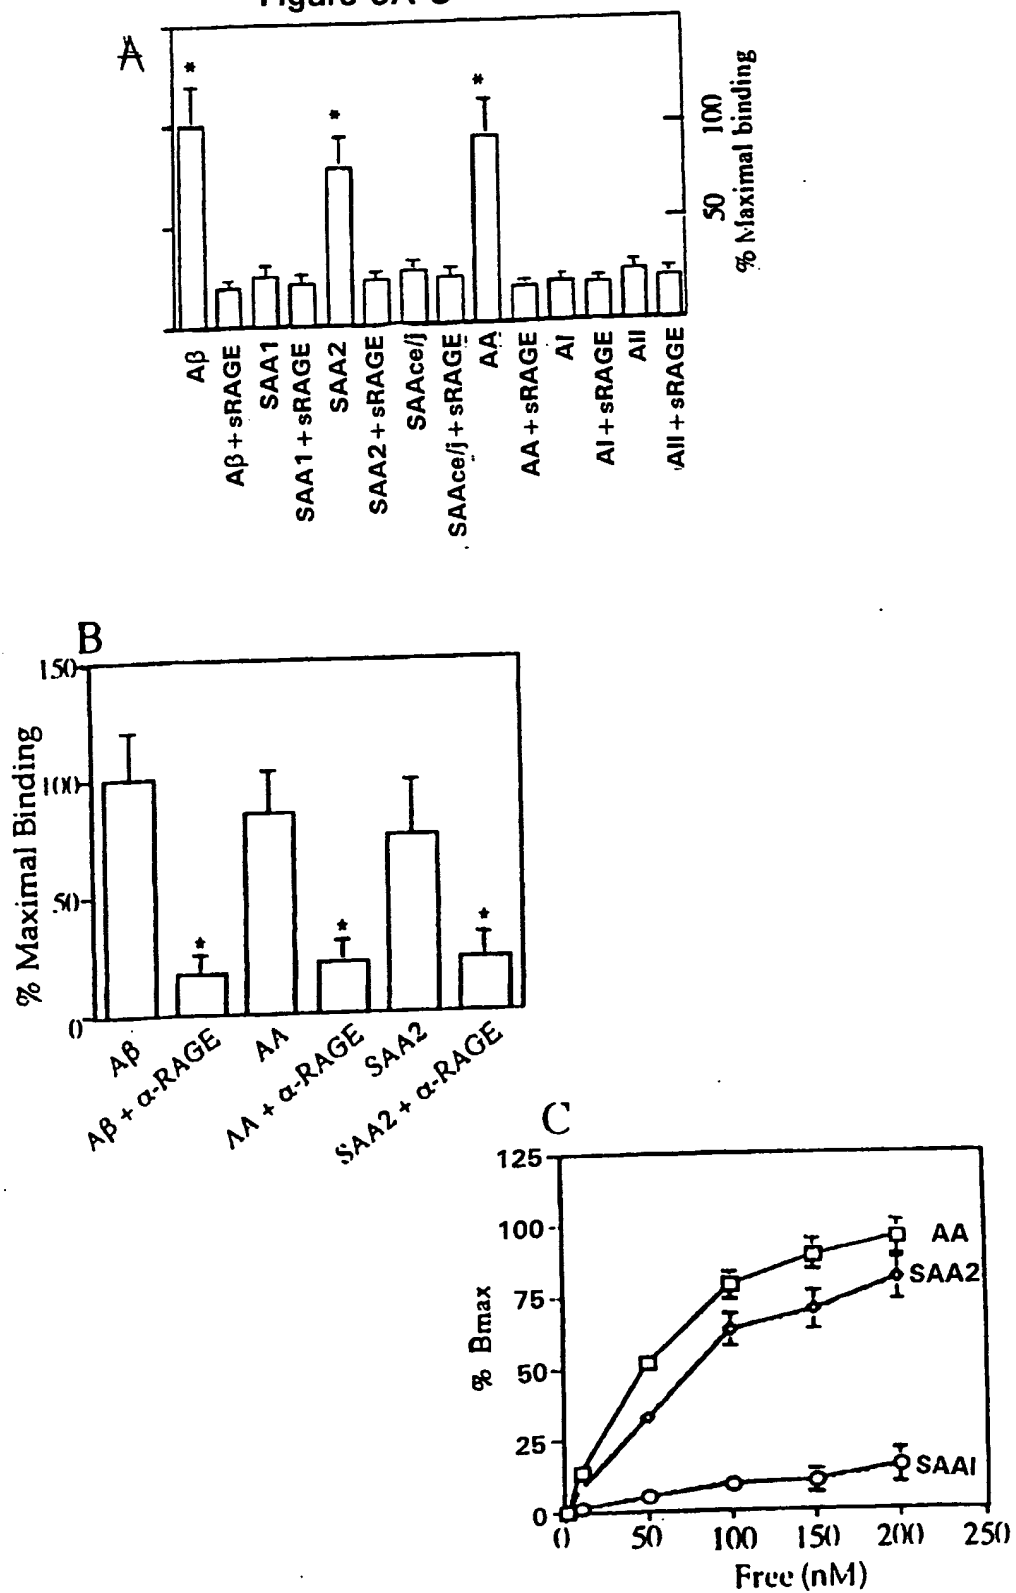 A
*
*
*
100
50
% Maximal binding
Aβ
Aβ + sRAGE
SAA1
SAA1 + sRAGE
SAA2
SAA2 + sRAGE
SAAce/j
SAAce/j + sRAGE
AA
AA + sRAGE
AI
AI + sRAGE
AII
AII + sRAGE
B
150
100
50
0
% Maximal Binding
*
*
*
Aβ
Aβ + α-RAGE
AA
AA + α-RAGE
SAA2
SAA2 + α-RAGE
C
125
100
75
50
25
0
% Bmax
AA
SAA2
SAAI
0 50 100 150 200 250
Free (nM)